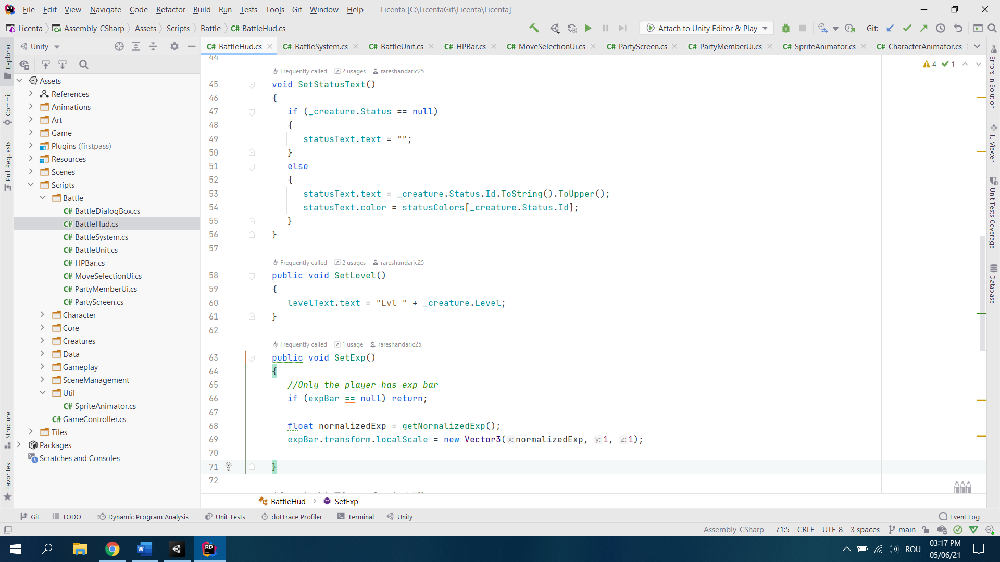 File Edit View Navigate Code Refactor Build Run Tests Tools Git Window Help Licenta [C:\LicentaGit\Licenta\Licenta]
Licenta Assembly-CSharp Assets Scripts Battle C# BattleHud.cs Attach to Unity Editor & Play Git:
Unity
C# BattleHud.cs C# BattleSystem.cs C# BattleUnit.cs C# HPBar.cs C# MoveSelectionUi.cs C# PartyScreen.cs C# PartyMemberUi.cs C# SpriteAnimator.cs C# CharacterAnimator.cs
Explorer
Commit
Pull Requests
Structure
Favorites
Assets
References
Animations
Art
Game
Plugins (firstpass)
Resources
Scenes
Scripts
Battle
C# BattleDialogBox.cs
C# BattleHud.cs
C# BattleSystem.cs
C# BattleUnit.cs
C# HPBar.cs
C# MoveSelectionUi.cs
C# PartyMemberUi.cs
C# PartyScreen.cs
Character
Core
Creatures
Data
Gameplay
SceneManagement
Util
C# SpriteAnimator.cs
C# GameController.cs
Tiles
Packages
Scratches and Consoles
4 1
44
Frequently called 2 usages rareshandaric25
45 void SetStatusText()
46 {
47 if (_creature.Status == null)
48 {
49 statusText.text = "";
50 }
51 else
52 {
53 statusText.text = _creature.Status.Id.ToString().ToUpper();
54 statusText.color = statusColors[_creature.Status.Id];
55 }
56 }
57
Frequently called 2 usages rareshandaric25
58 public void SetLevel()
59 {
60 levelText.text = "Lvl " + _creature.Level;
61 }
62
Frequently called 1 usage rareshandaric25
63 public void SetExp()
64 {
65 //Only the player has exp bar
66 if (expBar == null) return;
67
68 float normalizedExp = getNormalizedExp();
69 expBar.transform.localScale = new Vector3(x:normalizedExp, y:1, z:1);
70
71 }
72
BattleHud SetExp
Errors In Solution
IL Viewer
Unit Tests Coverage
Database
Git TODO Dynamic Program Analysis Unit Tests dotTrace Profiler Terminal Unity Event Log
Assembly-CSharp 71:5 CRLF UTF-8 3 spaces main
ROU 03:17 PM
05/06/21